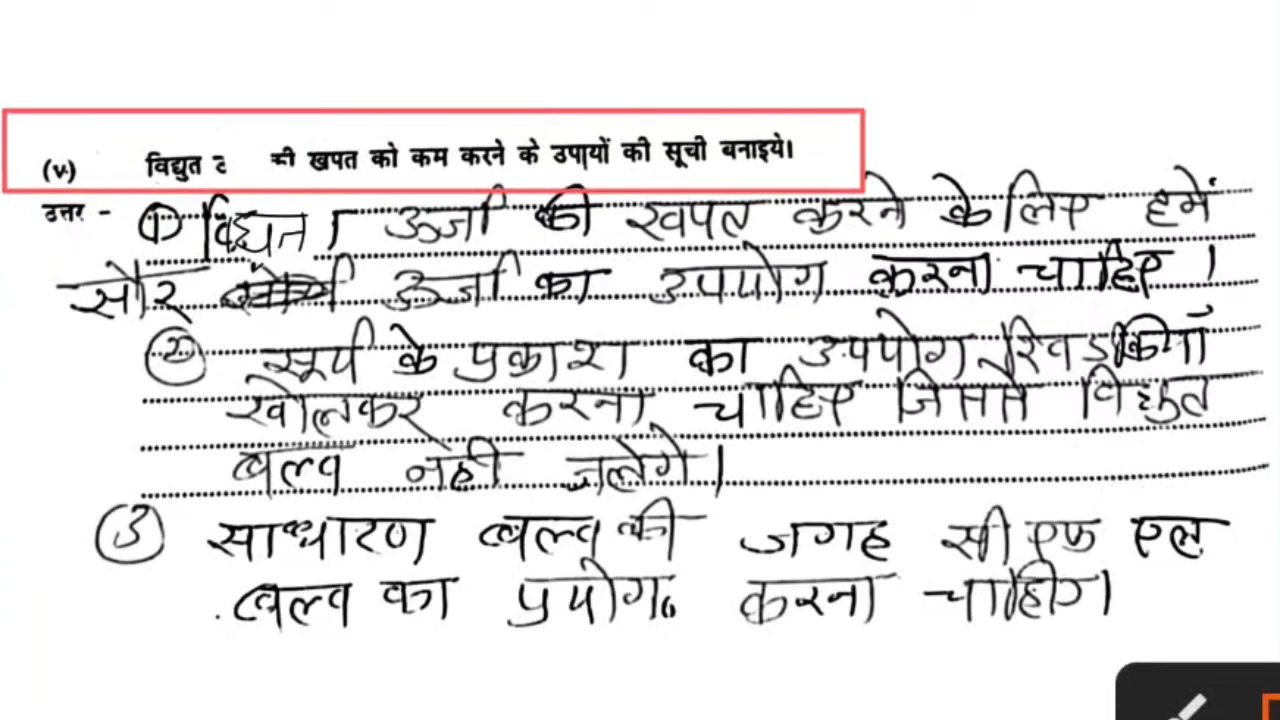 (v) विद्युत की खपत को कम करने के उपायों की सूची बनाइये।
उत्तर - ① विद्युत। ऊर्जा की खपत करने के लिए हमें
सौर ऊर्जा का उपयोग करना चाहिए।
② सूर्य के प्रकाश का उपयोग खिडकियाँ
खोलकर करना चाहिए जिससे विद्युत
बल्व नही जलेगे।
③ साधारण बल्व की जगह सी एफ एल
बल्व का प्रयोग करना चाहिए।